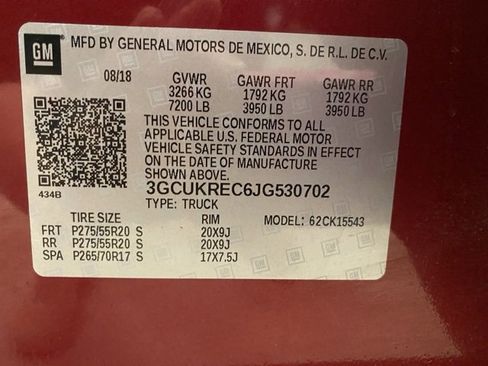 GM
MFD BY GENERAL MOTORS DE MEXICO, S. DE R.L. DE C.V.
08/18 GVWR GAWR FRT GAWR RR
3266 KG 1792 KG 1792 KG
7200 LB 3950 LB 3950 LB
THIS VEHICLE CONFORMS TO ALL
APPLICABLE U.S. FEDERAL MOTOR
VEHICLE SAFETY STANDARDS IN EFFECT
ON THE DATE OF MANUFACTURE
SHOWN ABOVE.
434B
3GCUKREC6JG530702
TYPE: TRUCK
TIRE SIZE RIM MODEL: 62CK15543
FRT P275/55R20 S 20X9J
RR P275/55R20 S 20X9J
SPA P265/70R17 S 17X7.5J